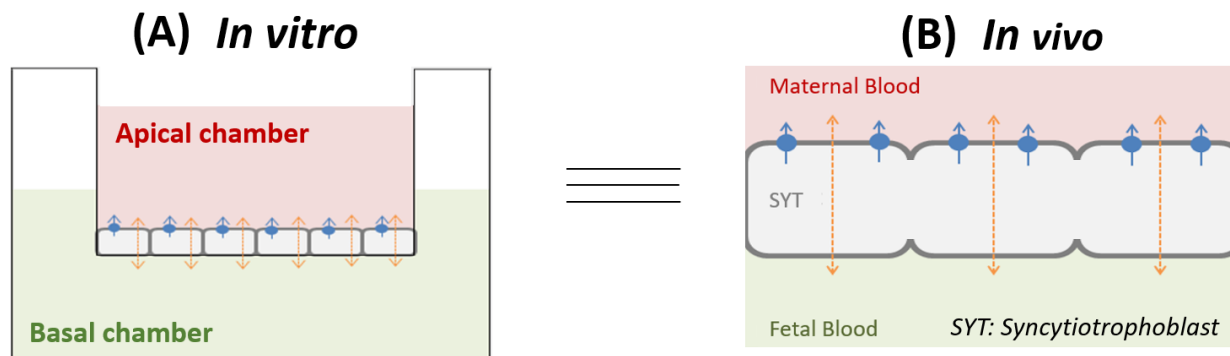 (A) In vitro
(B) In vivo
Apical chamber
Maternal Blood
SYT
Basal chamber
Fetal Blood
SYT: Syncytiotrophoblast